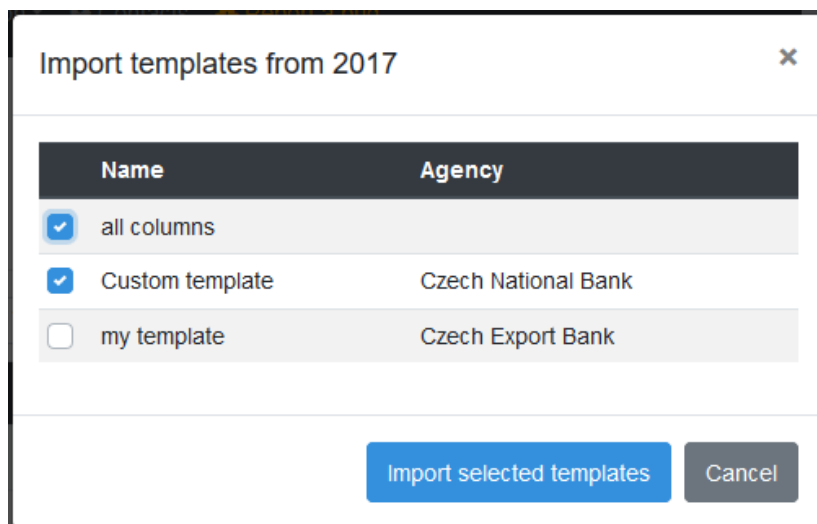 Import templates from 2017 ×
Name Agency
all columns
Custom template Czech National Bank
my template Czech Export Bank
Import selected templates Cancel